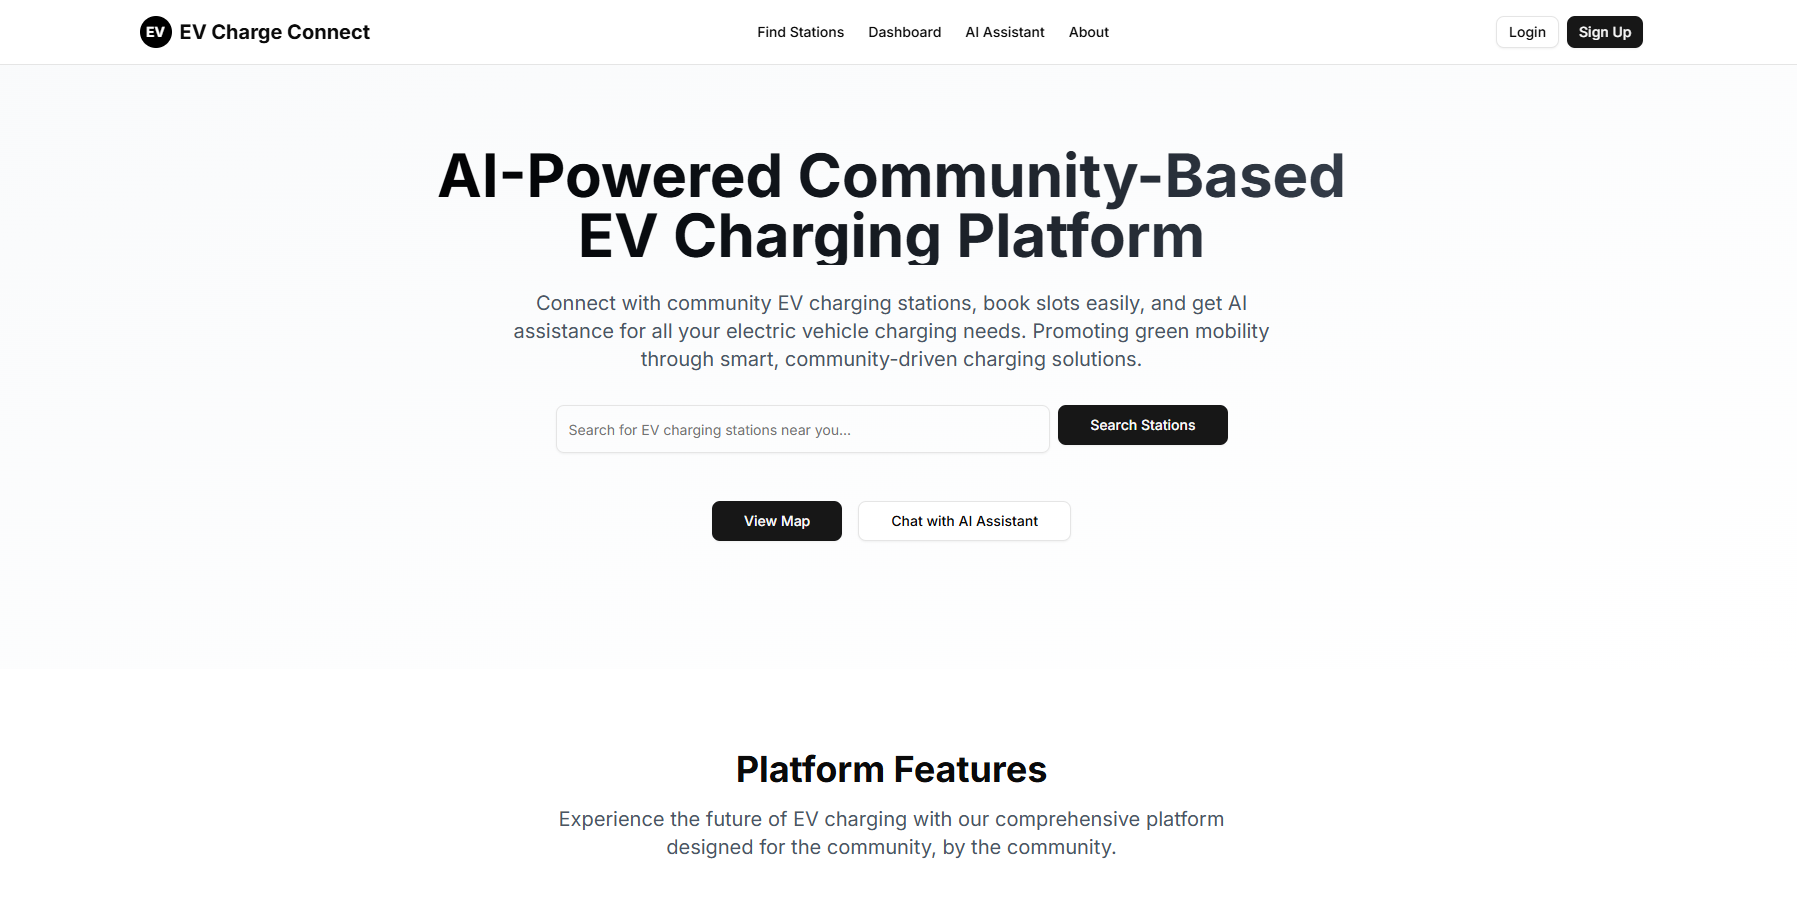 EV EV Charge Connect
Find Stations
Dashboard
AI Assistant
About
Login
Sign Up
AI-Powered Community-Based
EV Charging Platform
Connect with community EV charging stations, book slots easily, and get AI
assistance for all your electric vehicle charging needs. Promoting green mobility
through smart, community-driven charging solutions.
Search for EV charging stations near you...
Search Stations
View Map
Chat with AI Assistant
Platform Features
Experience the future of EV charging with our comprehensive platform
designed for the community, by the community.